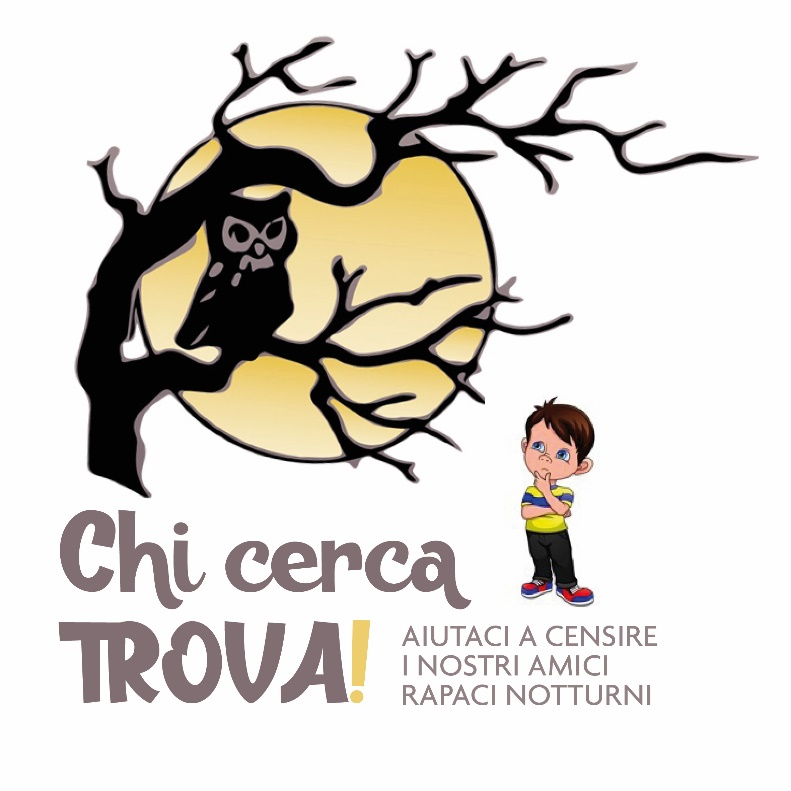 Chi cerca
TROVA!
AIUTACI A CENSIRE
I NOSTRI AMICI
RAPACI NOTTURNI